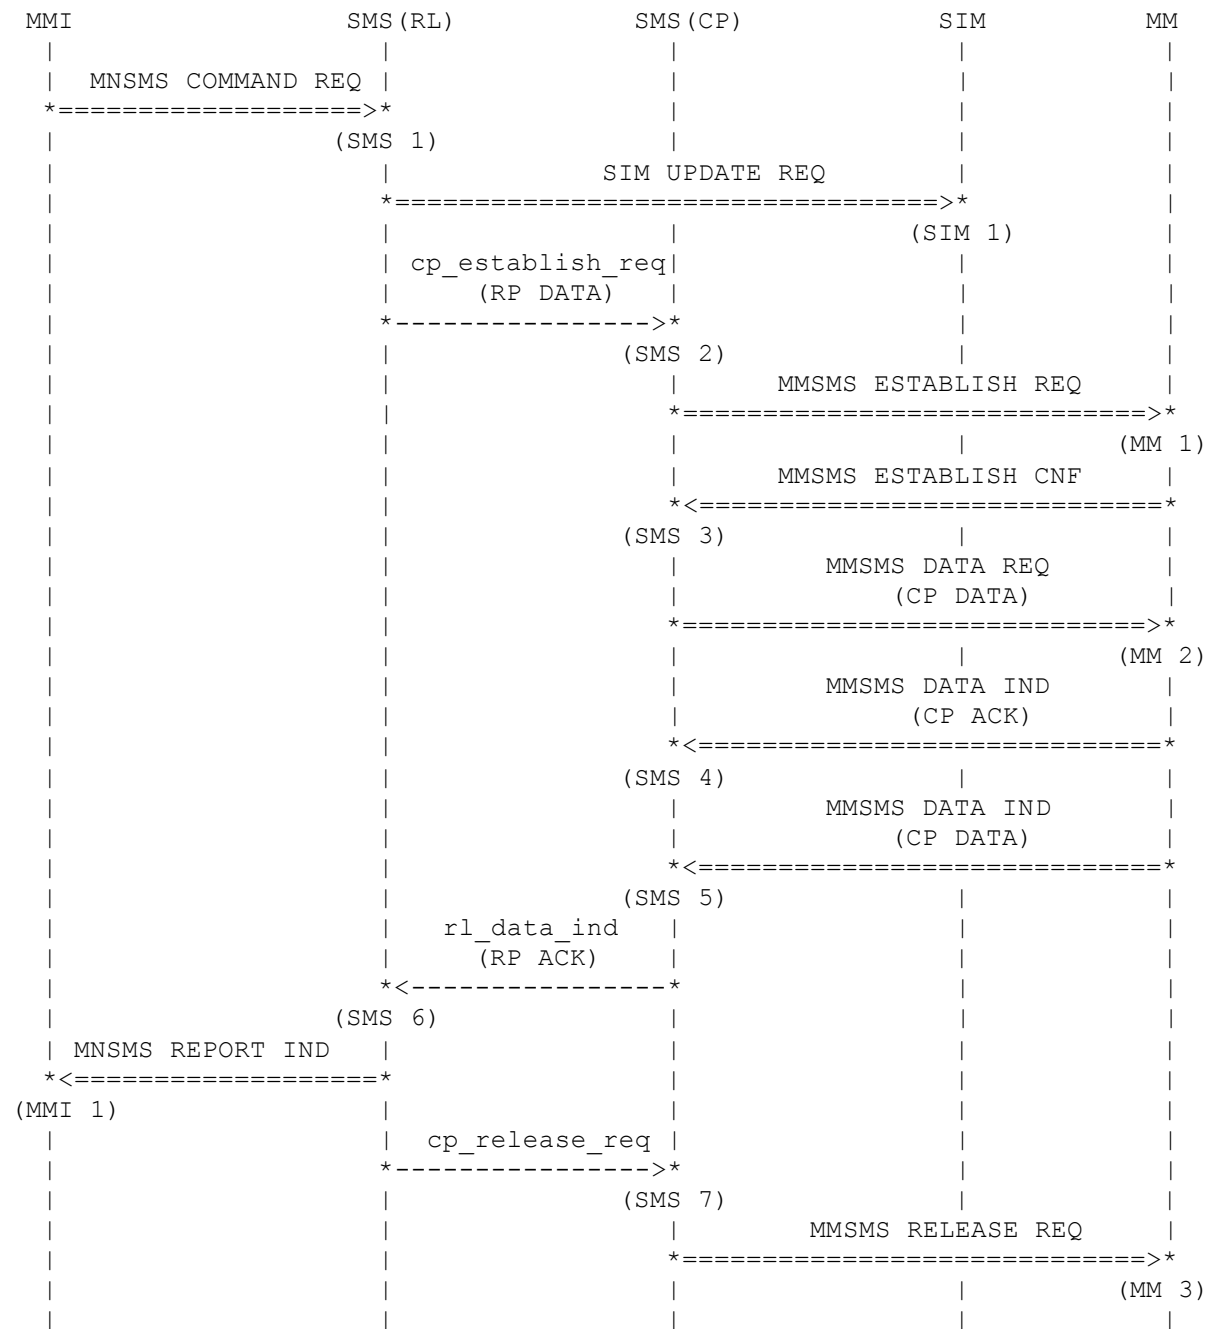 MMI SMS(RL) SMS(CP) SIM MM
MNSMS COMMAND REQ
(SMS 1)
SIM UPDATE REQ
(SIM 1)
cp_establish_req
(RP DATA)
(SMS 2)
MMSMS ESTABLISH REQ
(MM 1)
MMSMS ESTABLISH CNF
(SMS 3)
MMSMS DATA REQ
(CP DATA)
(MM 2)
MMSMS DATA IND
(CP ACK)
(SMS 4)
MMSMS DATA IND
(CP DATA)
(SMS 5)
rl_data_ind
(RP ACK)
(SMS 6)
MNSMS REPORT IND
(MMI 1)
cp_release_req
(SMS 7)
MMSMS RELEASE REQ
(MM 3)